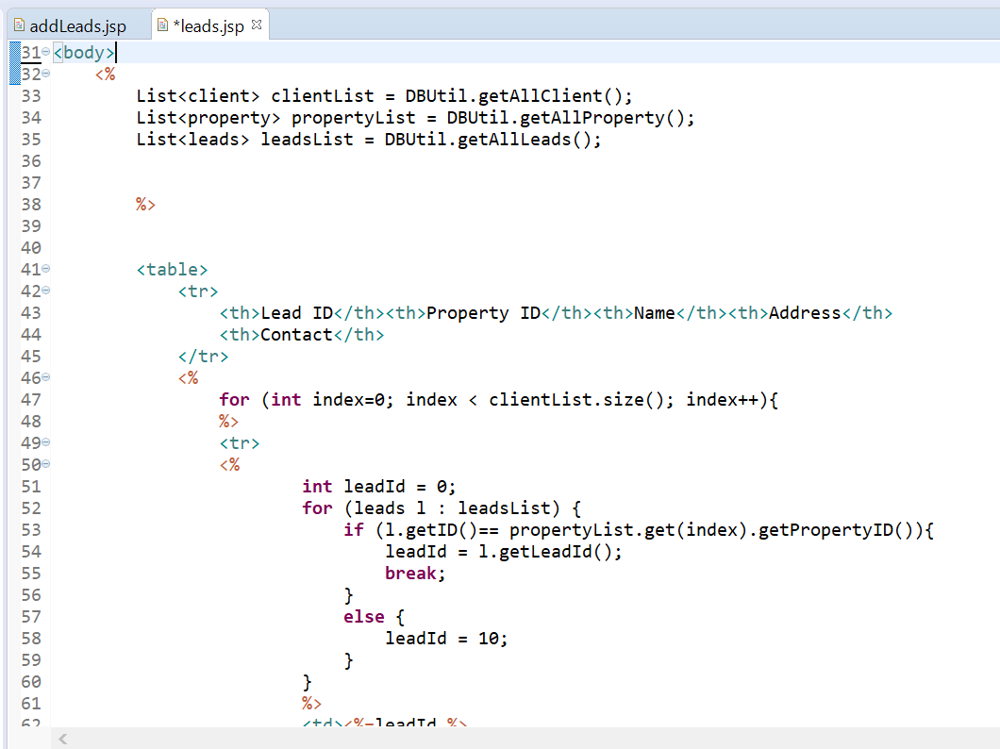 addLeads.jsp
*leads.jsp
31 <body>
32 <%
33 List<client> clientList = DBUtil.getAllClient();
34 List<property> propertyList = DBUtil.getAllProperty();
35 List<leads> leadsList = DBUtil.getAllLeads();
36
37
38 %>
39
40
41 <table>
42 <tr>
43 <th>Lead ID</th><th>Property ID</th><th>Name</th><th>Address</th>
44 <th>Contact</th>
45 </tr>
46 <%
47 for (int index=0; index < clientList.size(); index++){
48 %>
49 <tr>
50 <%
51 int leadId = 0;
52 for (leads l : leadsList) {
53 if (l.getID()== propertyList.get(index).getPropertyID()){
54 leadId = l.getLeadId();
55 break;
56 }
57 else {
58 leadId = 10;
59 }
60 }
61 %>
62 <td><%=leadId %>